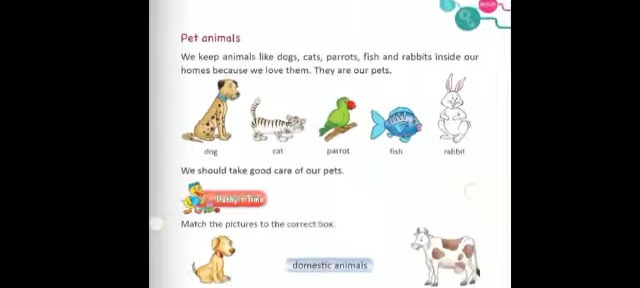 Pet animals
We keep animals like dogs, cats, parrots, fish and rabbits inside our
homes because we love them. They are our pets.
dog cat parrot fish rabbit
We should take good care of our pets.
Time
Match the pictures to the correct box.
domestic animals